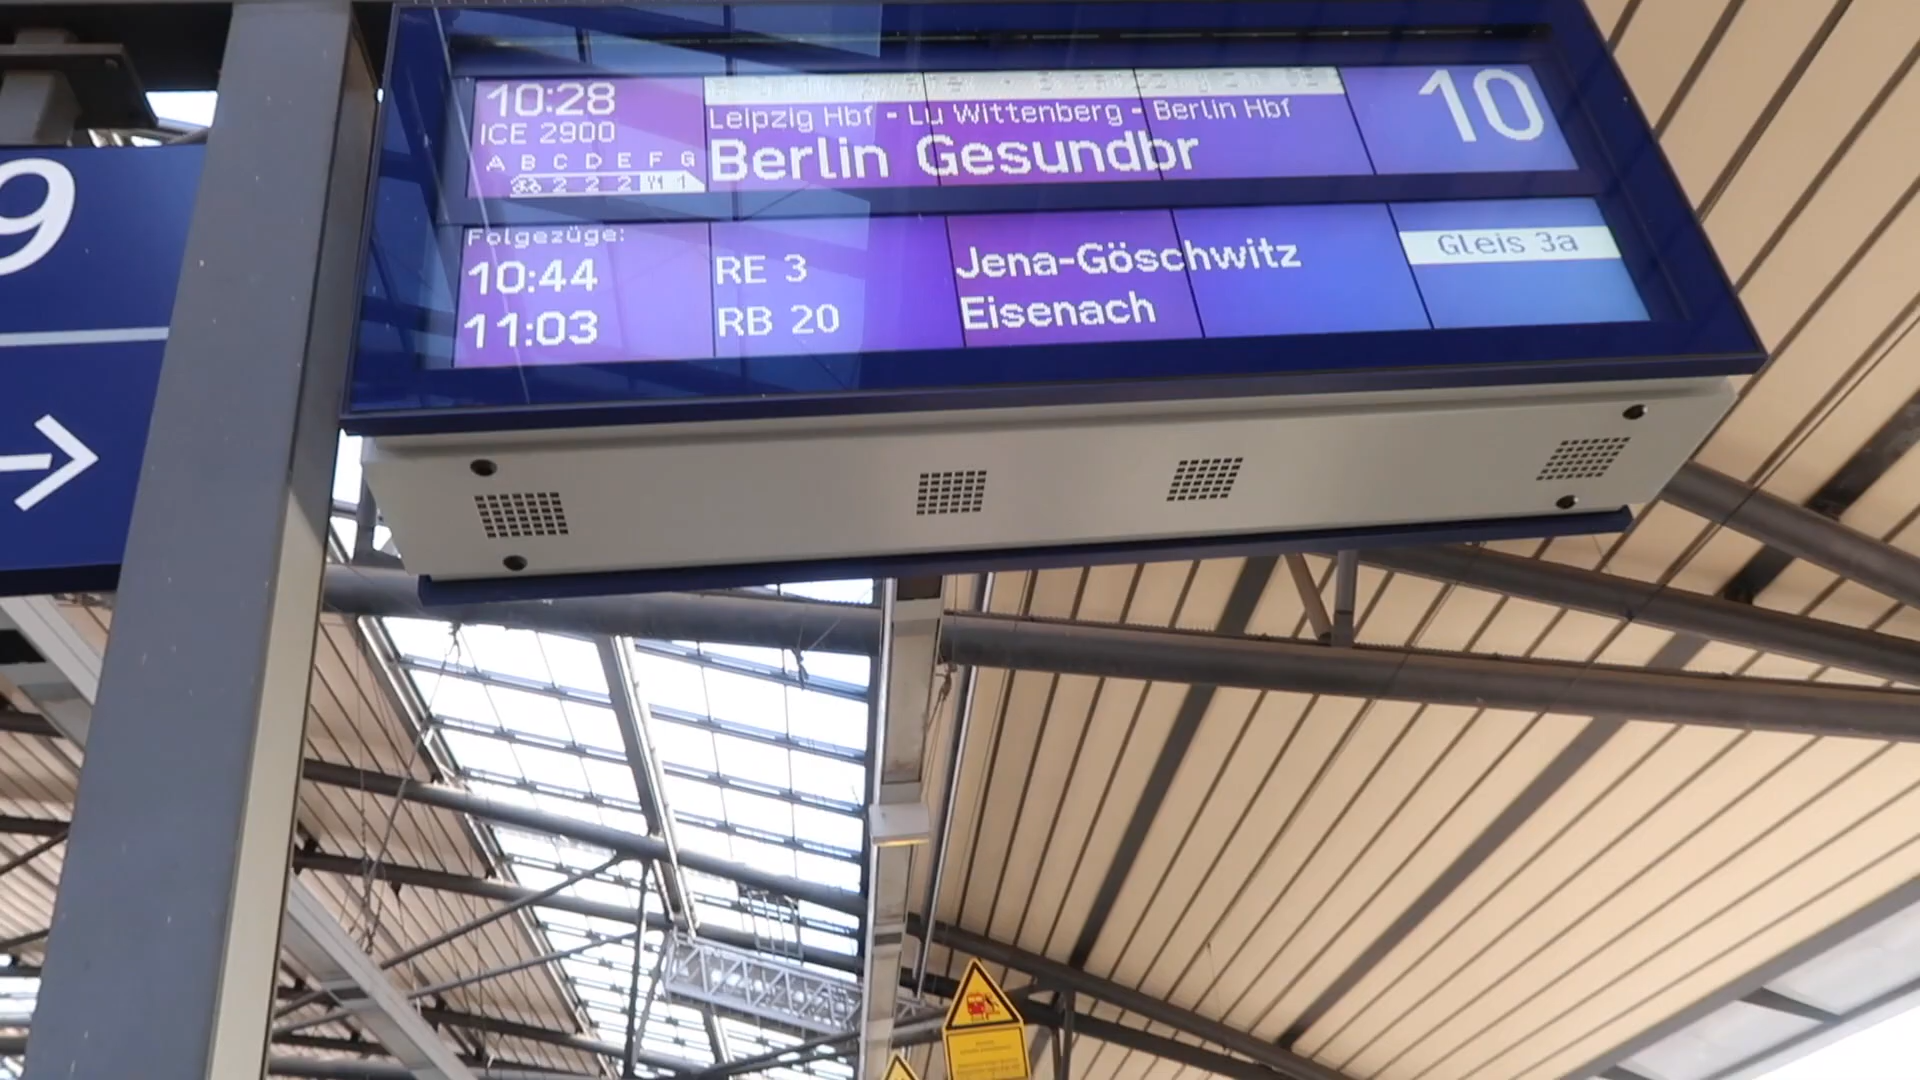 9
10:28
ICE 2900
A B C D E F G
2 2 2 1
Leipzig Hbf - Lu Wittenberg - Berlin Hbf
Berlin Gesundbr
10
Folgezüge:
10:44 RE 3 Jena-Göschwitz Gleis 3a
11:03 RB 20 Eisenach